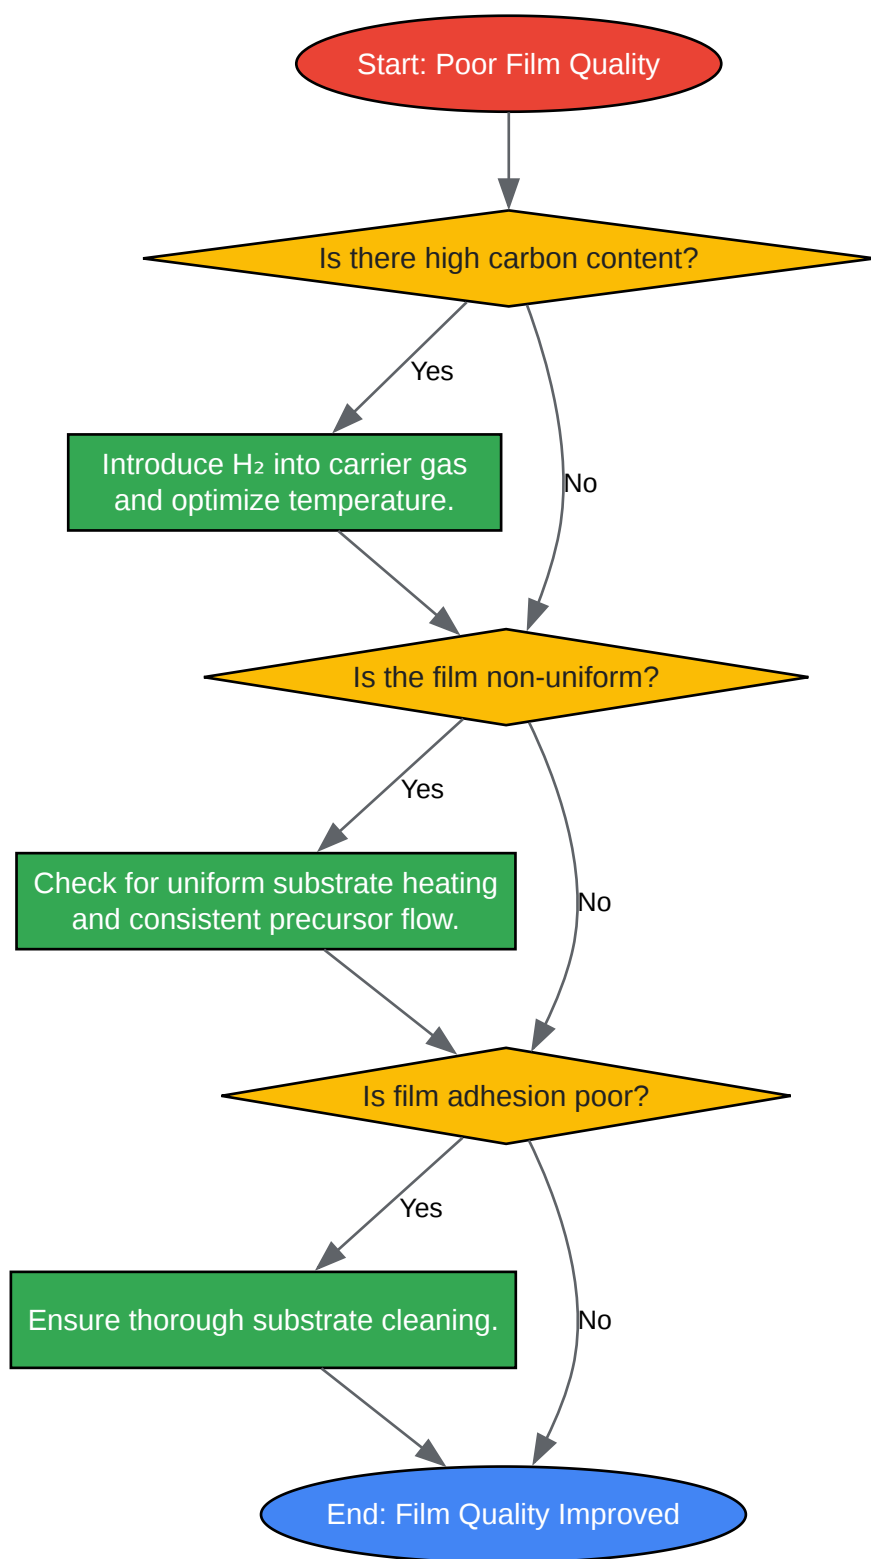 Start: Poor Film Quality
Is there high carbon content?
Yes
Introduce H₂ into carrier gas
and optimize temperature.
No
Is the film non-uniform?
Yes
Check for uniform substrate heating
and consistent precursor flow.
No
Is film adhesion poor?
Yes
Ensure thorough substrate cleaning.
No
End: Film Quality Improved